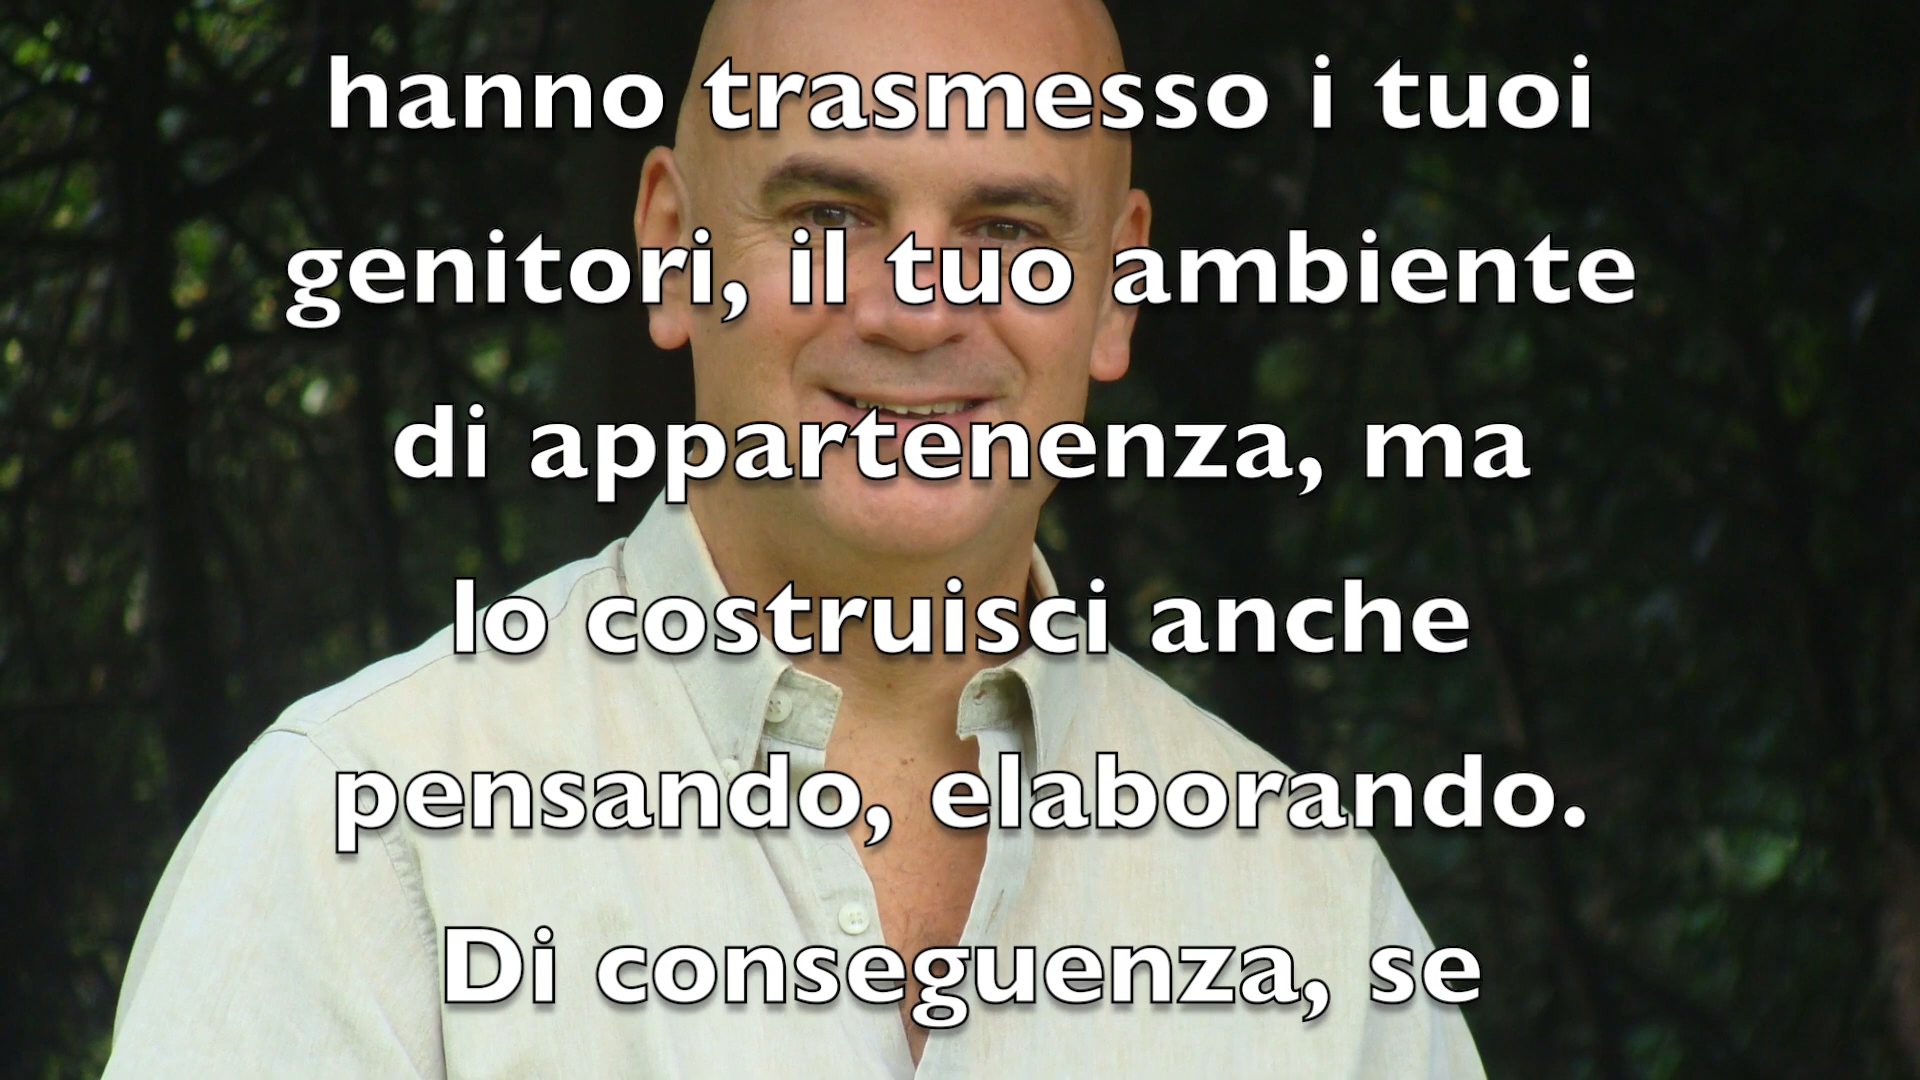 hanno trasmesso i tuoi
genitori, il tuo ambiente
di appartenenza, ma
lo costruisci anche
pensando, elaborando.
Di conseguenza, se